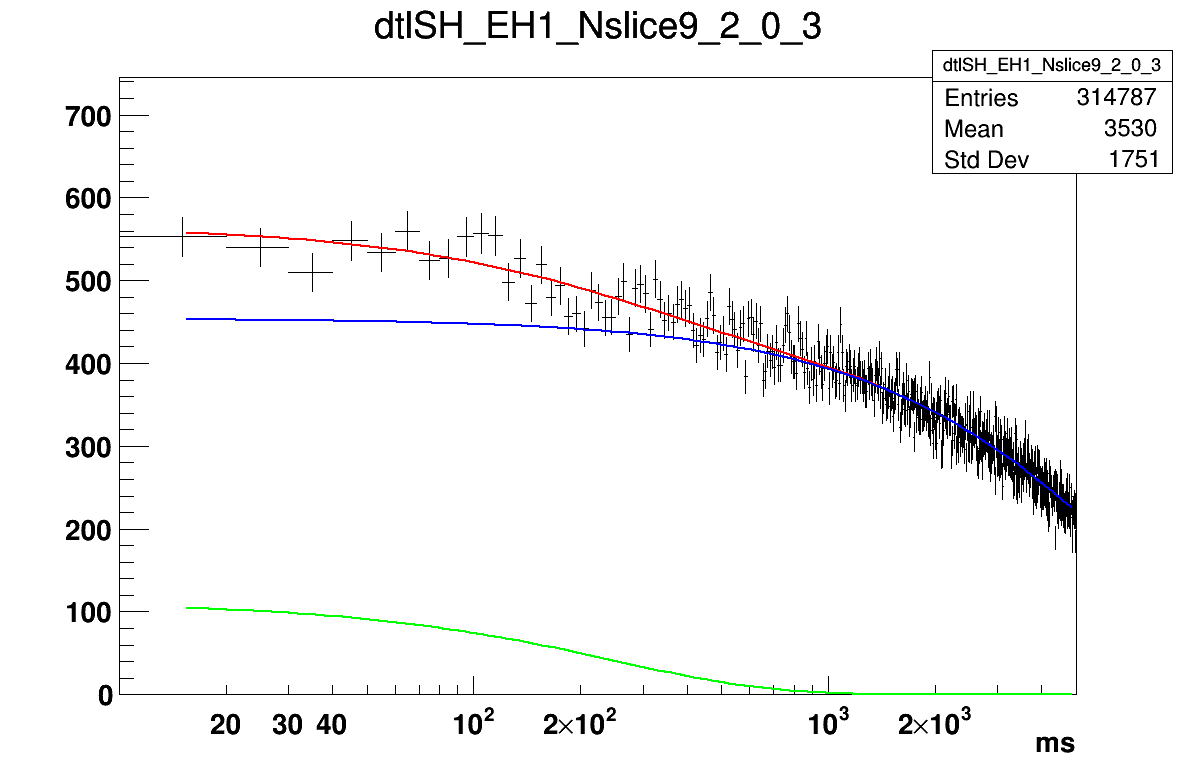 dtlSH_EH1_Nslice9_2_0_3
dtlSH_EH1_Nslice9_2_0_3
Entries 314787
Mean 3530
Std Dev 1751
700
600
500
400
300
200
100
0
20 30 40 10² 2×10² 10³ 2×10³
ms